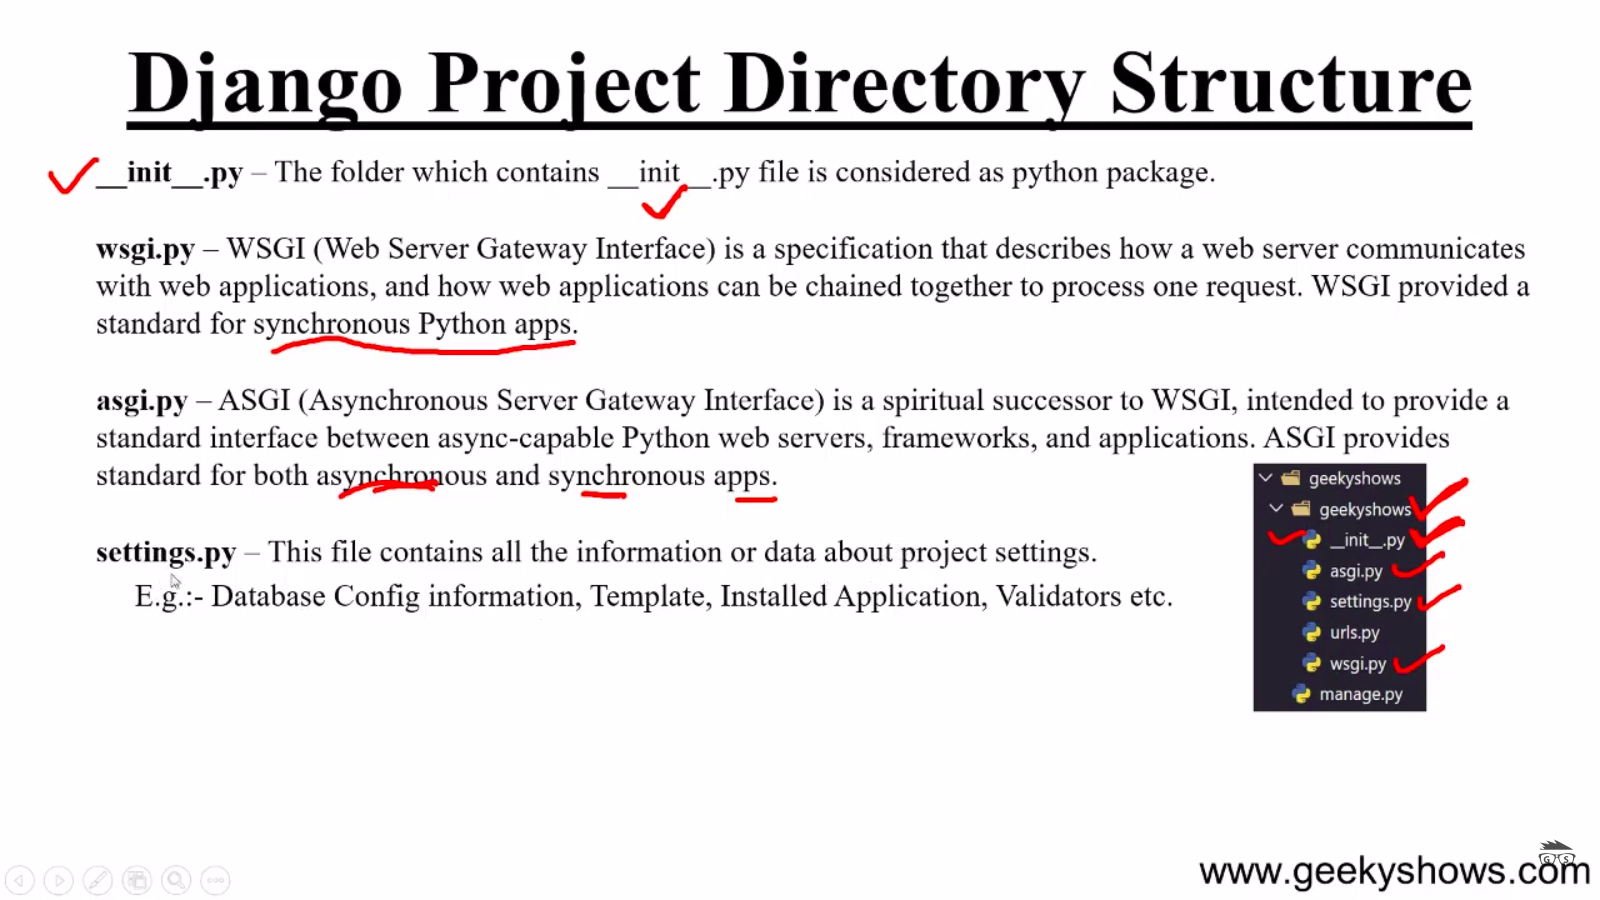 Django Project Directory Structure
__init__.py – The folder which contains __init__.py file is considered as python package.
wsgi.py – WSGI (Web Server Gateway Interface) is a specification that describes how a web server communicates
with web applications, and how web applications can be chained together to process one request. WSGI provided a
standard for synchronous Python apps.
asgi.py – ASGI (Asynchronous Server Gateway Interface) is a spiritual successor to WSGI, intended to provide a
standard interface between async-capable Python web servers, frameworks, and applications. ASGI provides
standard for both asynchronous and synchronous apps.
settings.py – This file contains all the information or data about project settings.
E.g.:- Database Config information, Template, Installed Application, Validators etc.
geekyshows
geekyshows
__init__.py
asgi.py
settings.py
urls.py
wsgi.py
manage.py
G S
www.geekyshows.com